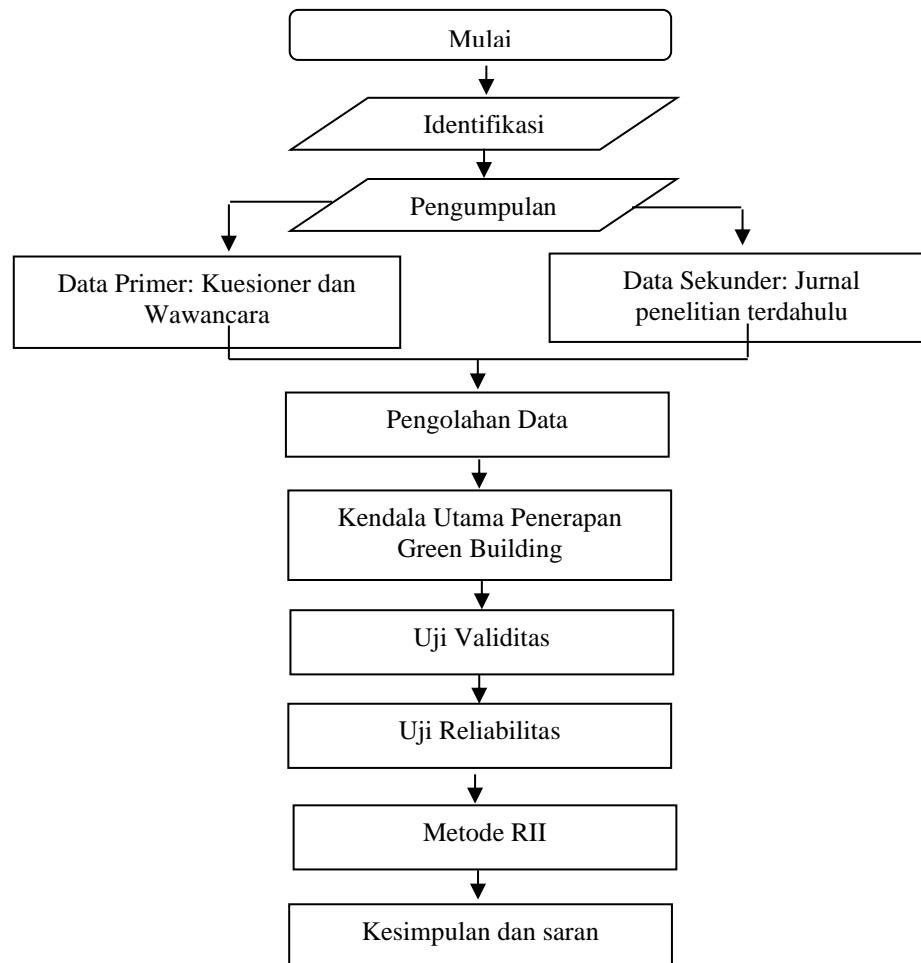 Mulai
Identifikasi
Pengumpulan
Data Primer: Kuesioner dan
Wawancara
Data Sekunder: Jurnal
penelitian terdahulu
Pengolahan Data
Kendala Utama Penerapan
Green Building
Uji Validitas
Uji Reliabilitas
Metode RII
Kesimpulan dan saran